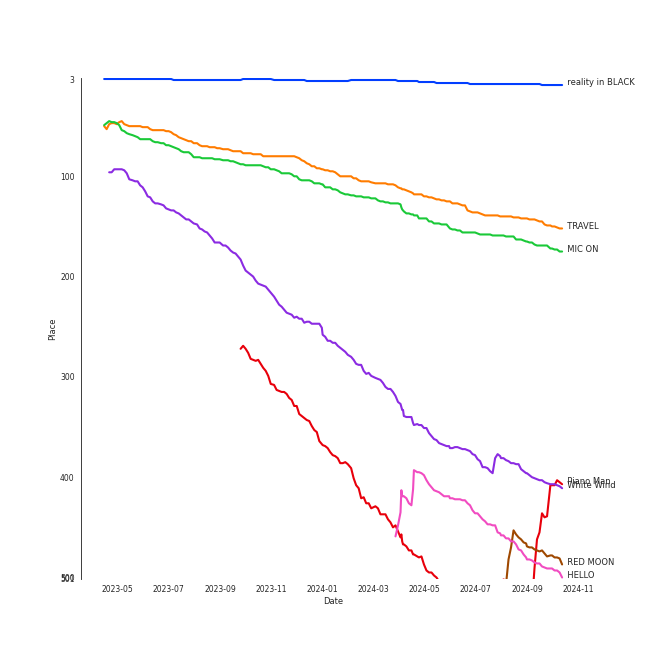 3
reality in BLACK
100
200
300
400
Place
TRAVEL
MIC ON
Piano Man
White Wind
RED MOON
HELLO
2023-05 2023-07 2023-09 2023-11 2024-01 2024-03 2024-05 2024-07 2024-09 2024-11
Date